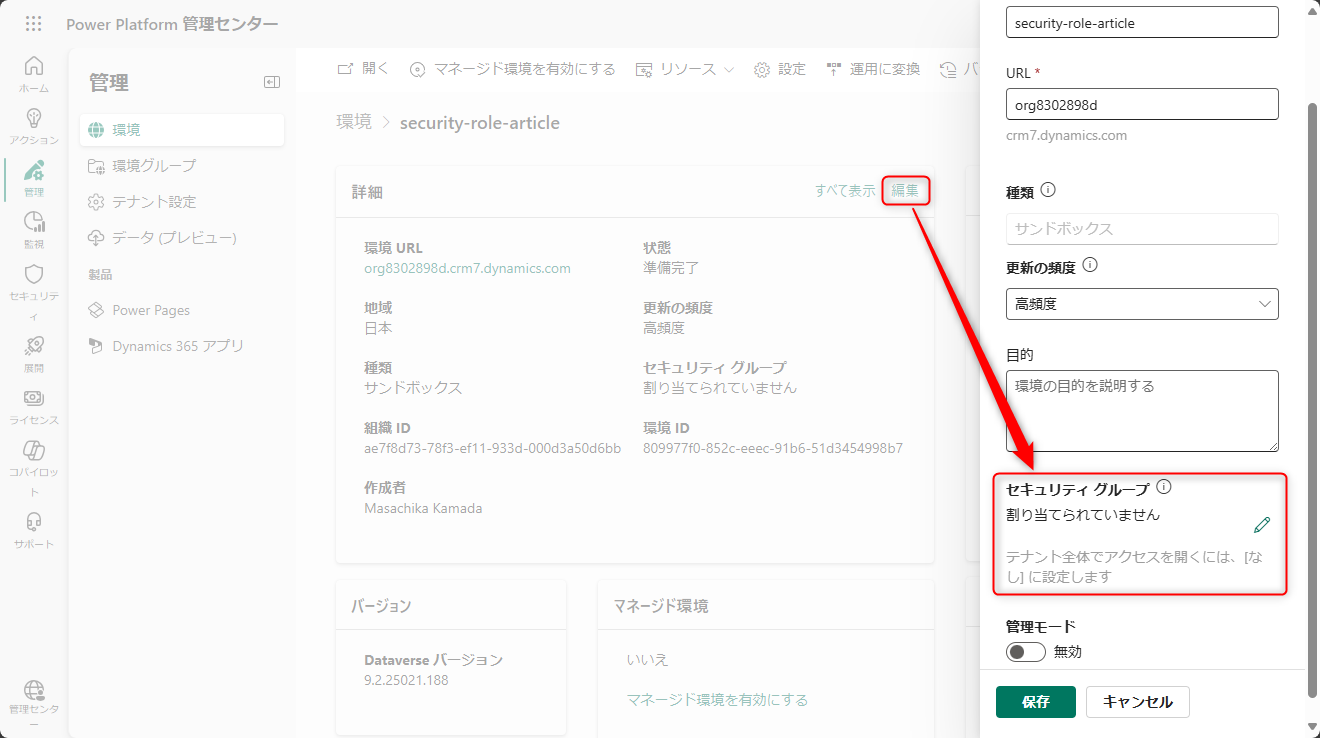 Power Platform 管理センター
ホーム
アクション
管理
監視
セキュリテ
ィ
展開
ライセンス
コパイロッ
ト
サポート
管理センタ
ー
管理
環境
環境グループ
テナント設定
データ (プレビュー)
製品
Power Pages
Dynamics 365 アプリ
開く
マネージド環境を有効にする
リソース
設定
運用に変換
バ
環境 > security-role-article
詳細
すべて表示
編集
環境 URL
org8302898d.crm7.dynamics.com
状態
準備完了
地域
日本
更新の頻度
高頻度
種類
サンドボックス
セキュリティ グループ
割り当てられていません
組織 ID
ae7f8d73-78f3-ef11-933d-000d3a50d6bb
環境 ID
809977f0-852c-eeec-91b6-51d3454998b7
作成者
Masachika Kamada
バージョン
Dataverse バージョン
9.2.25021.188
マネージド環境
いいえ
マネージド環境を有効にする
security-role-article
URL *
org8302898d
crm7.dynamics.com
種類
サンドボックス
更新の頻度
高頻度
目的
環境の目的を説明する
セキュリティ グループ
割り当てられていません
テナント全体でアクセスを開くには、[な
し] に設定します
管理モード
無効
保存
キャンセル